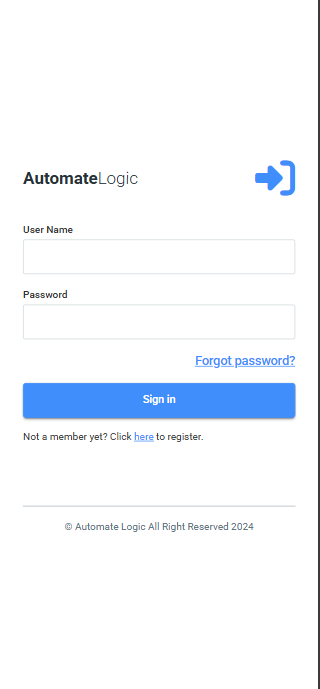 AutomateLogic
User Name
Password
Forgot password?
Sign in
Not a member yet? Click here to register.
© Automate Logic All Right Reserved 2024